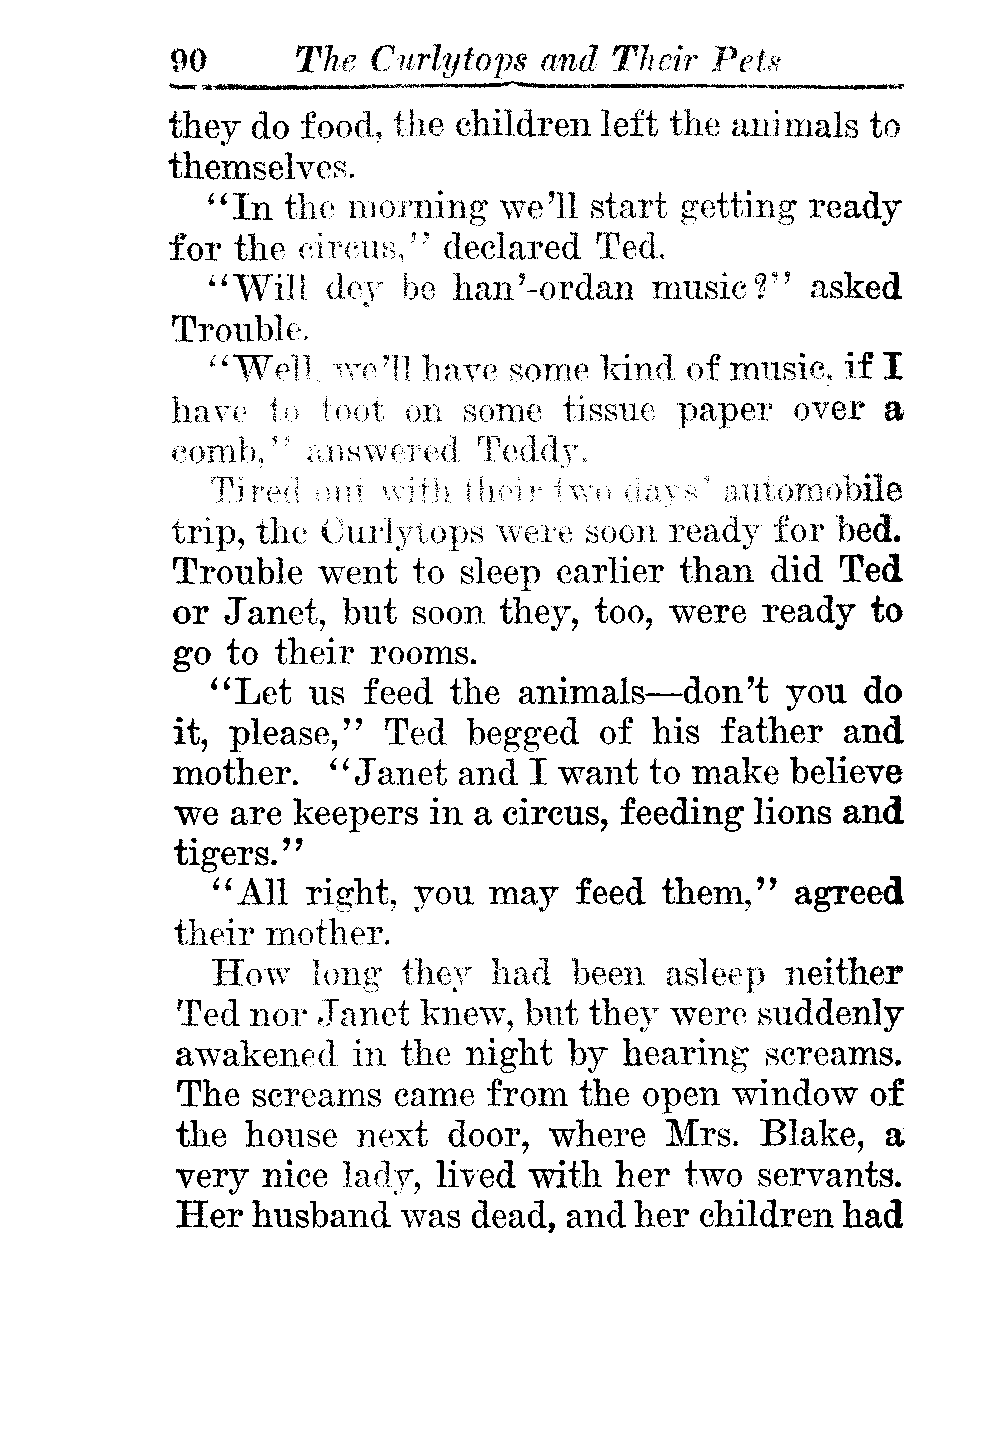 90 The Curlytops and Their Pets
they do food, the children left the animals to
themselves.
“In the morning we’ll start getting ready
for the circus,” declared Ted.
“Will dey be han’-ordan music?” asked
Trouble.
“Well, we’ll have some kind of music, if I
have to toot on some tissue paper over a
comb,” answered Teddy.
Tired out with their two days’ automobile
trip, the Curlytops were soon ready for bed.
Trouble went to sleep earlier than did Ted
or Janet, but soon they, too, were ready to
go to their rooms.
“Let us feed the animals—don’t you do
it, please,” Ted begged of his father and
mother. “Janet and I want to make believe
we are keepers in a circus, feeding lions and
tigers.”
“All right, you may feed them,” agreed
their mother.
How long they had been asleep neither
Ted nor Janet knew, but they were suddenly
awakened in the night by hearing screams.
The screams came from the open window of
the house next door, where Mrs. Blake, a
very nice lady, lived with her two servants.
Her husband was dead, and her children had